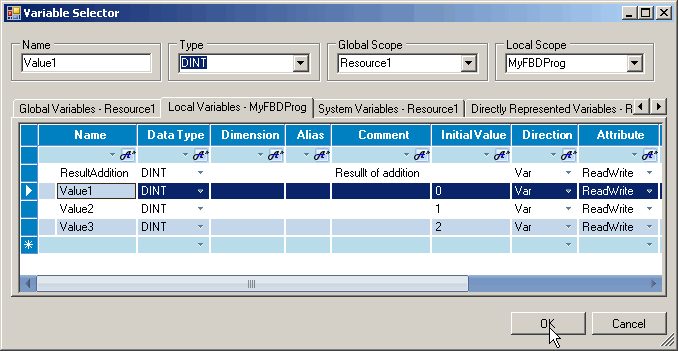 Variable Selector
Name Type Global Scope Local Scope
Value1 DINT Resource1 MyFBDProg
Global Variables - Resource1 Local Variables - MyFBDProg System Variables - Resource1 Directly Represented Variables - R
Name Data Type Dimension Alias Comment Initial Value Direction Attribute
ResultAddition DINT Resullt of addition Var ReadWrite
Value1 DINT 0 Var ReadWrite
Value2 DINT 1 Var ReadWrite
Value3 DINT 2 Var ReadWrite
OK Cancel